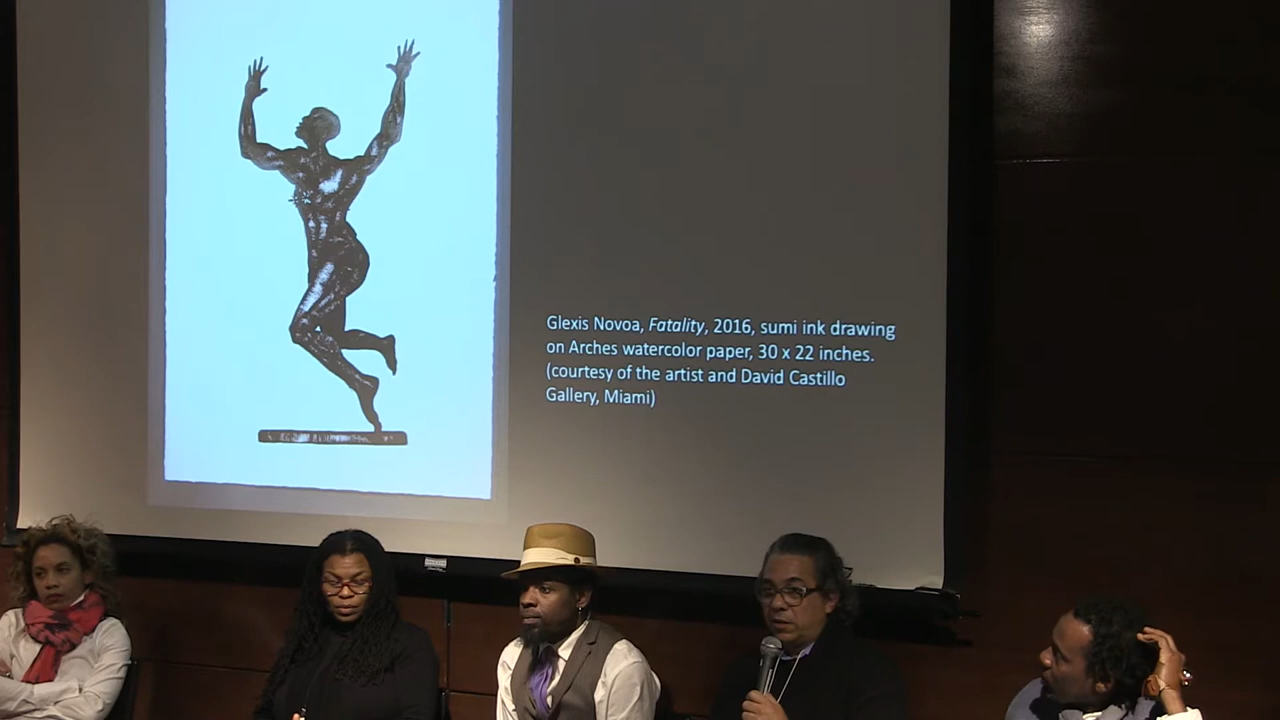 Glexis Novoa, Fatality, 2016, sumi ink drawing
on Arches watercolor paper, 30 x 22 inches.
(courtesy of the artist and David Castillo
Gallery, Miami)